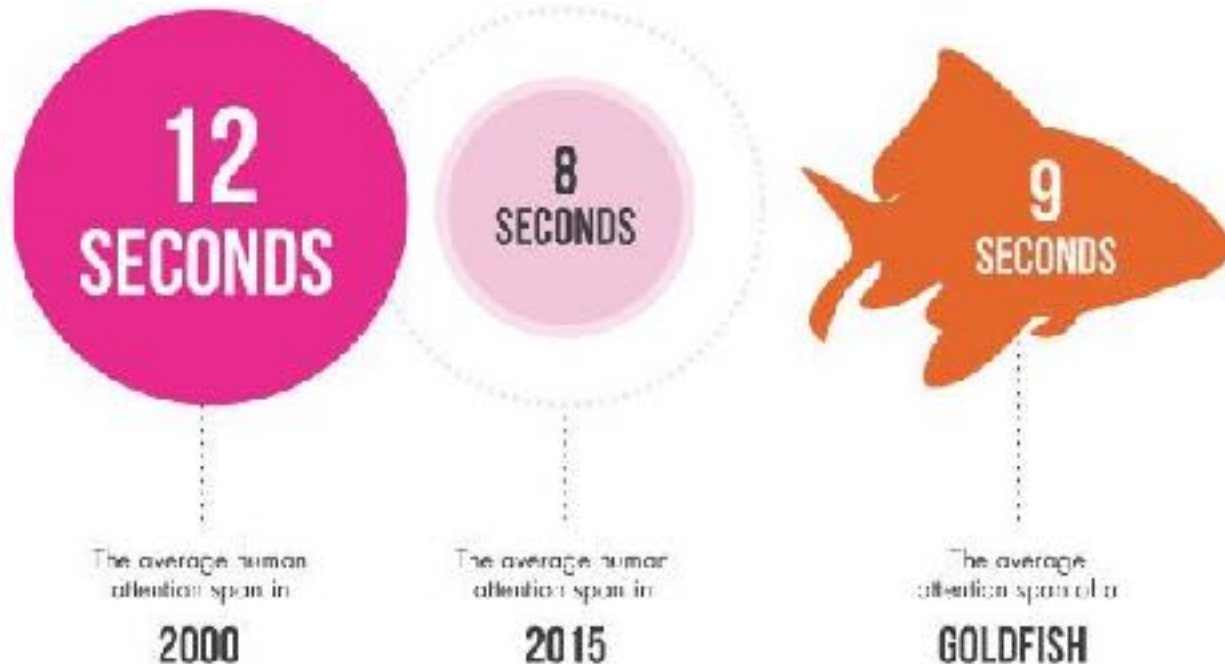 12
SECONDS
The average human
attention span in
2000
8
SECONDS
The average human
attention span in
2015
9
SECONDS
The average
attention span of a
GOLDFISH